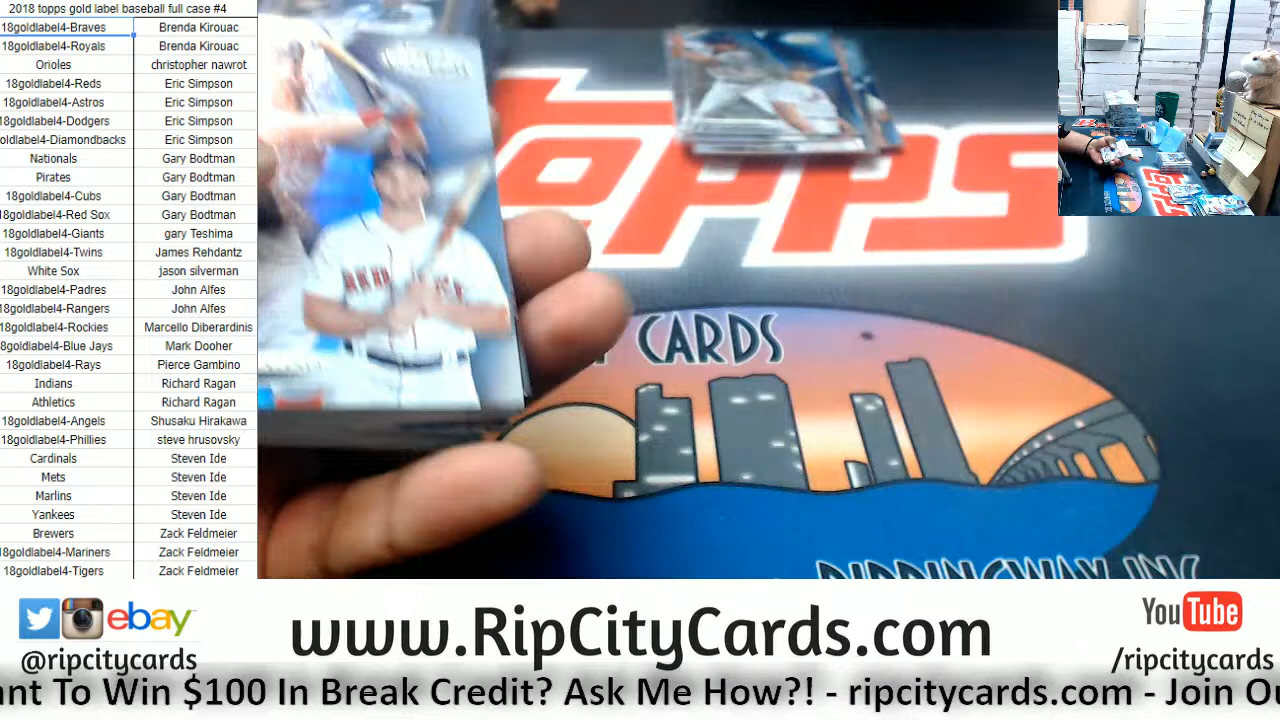 2018 topps gold label baseball full case #4
18goldlabel4-Braves Brenda Kirouac
18goldlabel4-Royals Brenda Kirouac
Orioles christopher nawrot
18goldlabel4-Reds Eric Simpson
18goldlabel4-Astros Eric Simpson
18goldlabel4-Dodgers Eric Simpson
oldlabel4-Diamondbacks Eric Simpson
Nationals Gary Bodtman
Pirates Gary Bodtman
18goldlabel4-Cubs Gary Bodtman
18goldlabel4-Red Sox Gary Bodtman
18goldlabel4-Giants gary Teshima
18goldlabel4-Twins James Rehdantz
White Sox jason silverman
18goldlabel4-Padres John Alfes
18goldlabel4-Rangers John Alfes
18goldlabel4-Rockies Marcello Diberardinis
18goldlabel4-Blue Jays Mark Dooher
18goldlabel4-Rays Pierce Gambino
Indians Richard Ragan
Athletics Richard Ragan
18goldlabel4-Angels Shusaku Hirakawa
18goldlabel4-Phillies steve hrusovsky
Cardinals Steven Ide
Mets Steven Ide
Marlins Steven Ide
Yankees Steven Ide
Brewers Zack Feldmeier
18goldlabel4-Mariners Zack Feldmeier
18goldlabel4-Tigers Zack Feldmeier
Topps
CARDS
RIPPINGWAX INC
ebay
@ripcitycards
www.RipCityCards.com
YouTube
/ripcitycards
ant To Win $100 In Break Credit? Ask Me How?! - ripcitycards.com - Join Ou